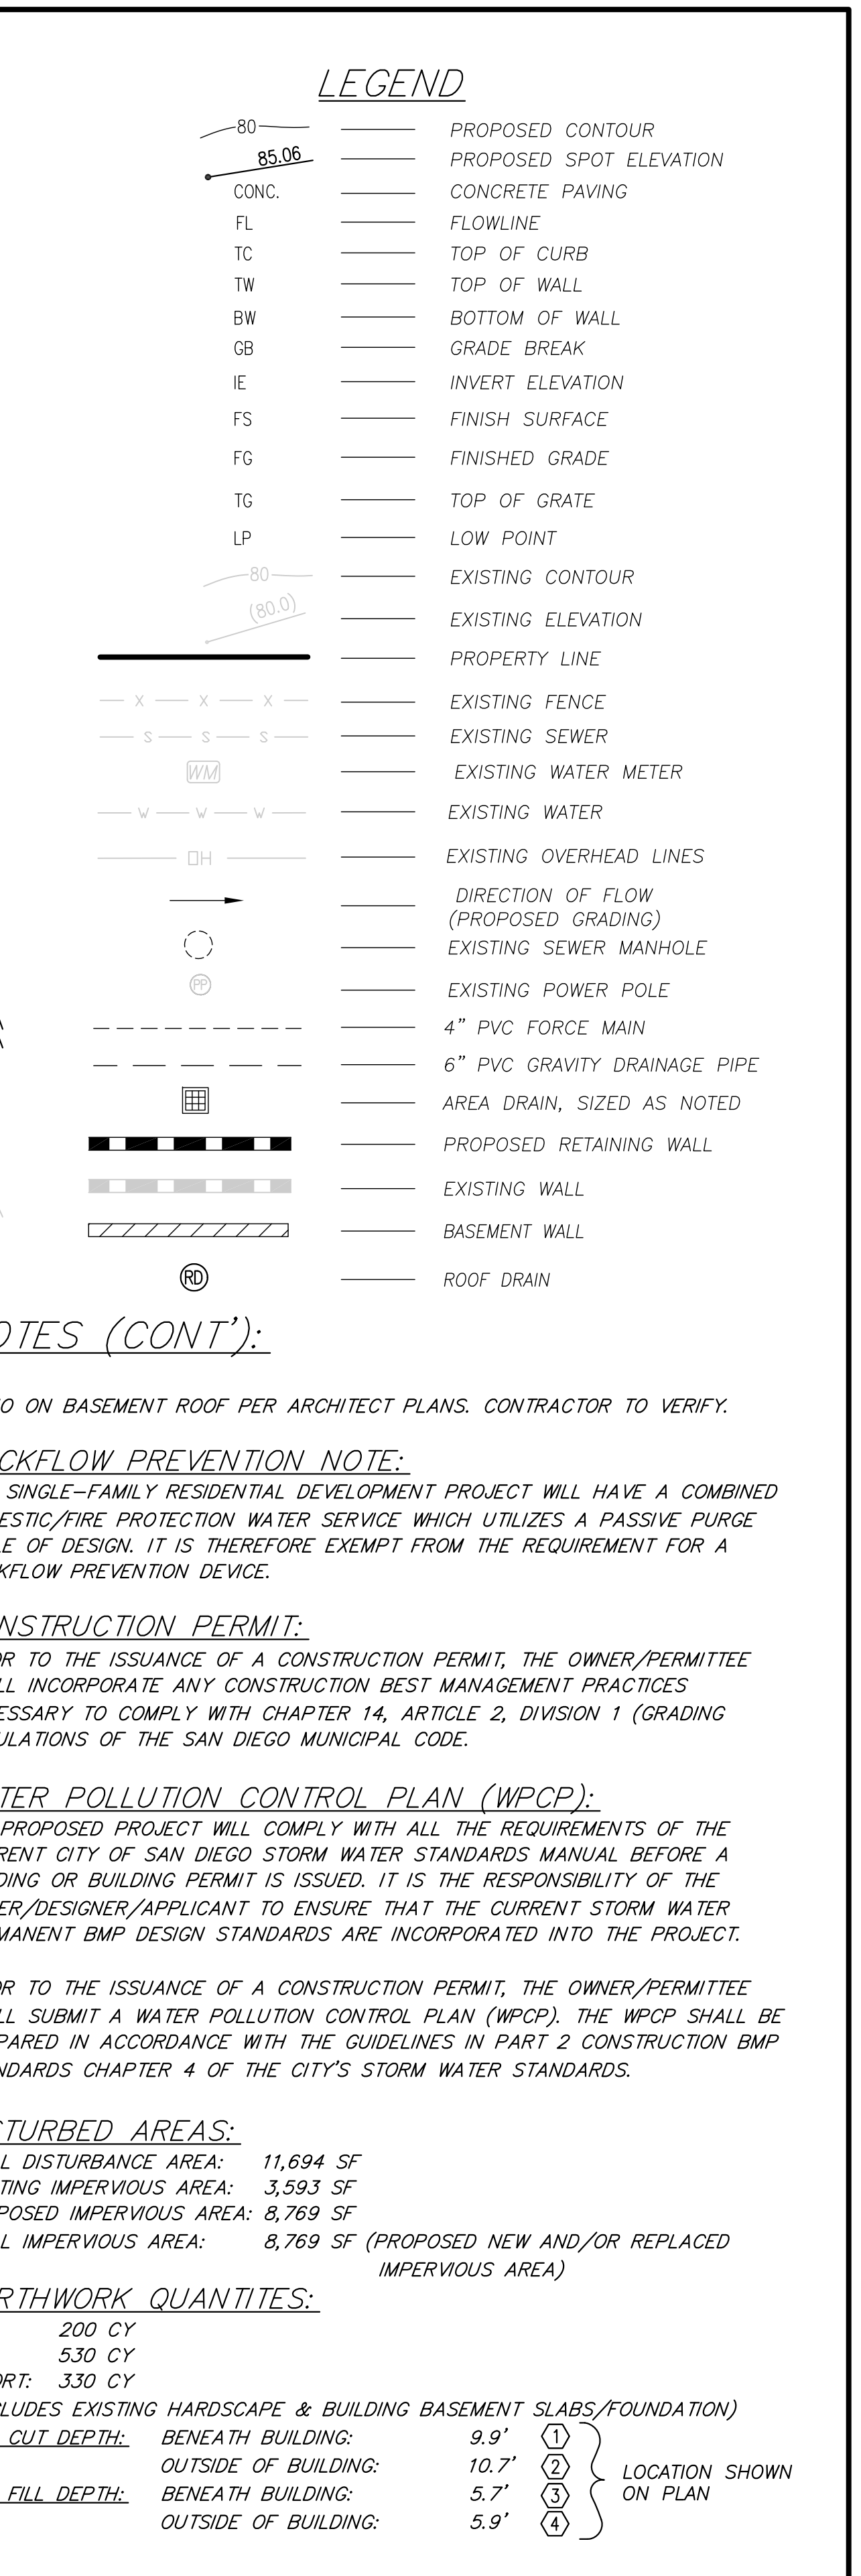 LEGEND
80 PROPOSED CONTOUR
85.06 PROPOSED SPOT ELEVATION
CONC. CONCRETE PAVING
FL FLOWLINE
TC TOP OF CURB
TW TOP OF WALL
BW BOTTOM OF WALL
GB GRADE BREAK
IE INVERT ELEVATION
FS FINISH SURFACE
FG FINISHED GRADE
TG TOP OF GRATE
LP LOW POINT
80 EXISTING CONTOUR
(80.0) EXISTING ELEVATION
PROPERTY LINE
X X X EXISTING FENCE
S S S EXISTING SEWER
WM EXISTING WATER METER
W W W EXISTING WATER
OH EXISTING OVERHEAD LINES
DIRECTION OF FLOW
(PROPOSED GRADING)
EXISTING SEWER MANHOLE
PP EXISTING POWER POLE
4" PVC FORCE MAIN
6" PVC GRAVITY DRAINAGE PIPE
AREA DRAIN, SIZED AS NOTED
PROPOSED RETAINING WALL
EXISTING WALL
BASEMENT WALL
RD ROOF DRAIN
OTES (CONT'):
O ON BASEMENT ROOF PER ARCHITECT PLANS. CONTRACTOR TO VERIFY.
CKFLOW PREVENTION NOTE:
SINGLE-FAMILY RESIDENTIAL DEVELOPMENT PROJECT WILL HAVE A COMBINED
ESTIC/FIRE PROTECTION WATER SERVICE WHICH UTILIZES A PASSIVE PURGE
LE OF DESIGN. IT IS THEREFORE EXEMPT FROM THE REQUIREMENT FOR A
KFLOW PREVENTION DEVICE.
NSTRUCTION PERMIT:
OR TO THE ISSUANCE OF A CONSTRUCTION PERMIT, THE OWNER/PERMITTEE
LL INCORPORATE ANY CONSTRUCTION BEST MANAGEMENT PRACTICES
ESSARY TO COMPLY WITH CHAPTER 14, ARTICLE 2, DIVISION 1 (GRADING
ULATIONS OF THE SAN DIEGO MUNICIPAL CODE.
TER POLLUTION CONTROL PLAN (WPCP):
PROPOSED PROJECT WILL COMPLY WITH ALL THE REQUIREMENTS OF THE
RENT CITY OF SAN DIEGO STORM WATER STANDARDS MANUAL BEFORE A
DING OR BUILDING PERMIT IS ISSUED. IT IS THE RESPONSIBILITY OF THE
ER/DESIGNER/APPLICANT TO ENSURE THAT THE CURRENT STORM WATER
MANENT BMP DESIGN STANDARDS ARE INCORPORATED INTO THE PROJECT.
OR TO THE ISSUANCE OF A CONSTRUCTION PERMIT, THE OWNER/PERMITTEE
LL SUBMIT A WATER POLLUTION CONTROL PLAN (WPCP). THE WPCP SHALL BE
PARED IN ACCORDANCE WITH THE GUIDELINES IN PART 2 CONSTRUCTION BMP
NDARDS CHAPTER 4 OF THE CITY'S STORM WATER STANDARDS.
TURBED AREAS:
L DISTURBANCE AREA: 11,694 SF
TING IMPERVIOUS AREA: 3,593 SF
POSED IMPERVIOUS AREA: 8,769 SF
L IMPERVIOUS AREA: 8,769 SF (PROPOSED NEW AND/OR REPLACED
IMPERVIOUS AREA)
RTHWORK QUANTITES:
200 CY
530 CY
ORT: 330 CY
CLUDES EXISTING HARDSCAPE & BUILDING BASEMENT SLABS/FOUNDATION)
CUT DEPTH: BENEATH BUILDING: 9.9' 1
OUTSIDE OF BUILDING: 10.7' 2 LOCATION SHOWN
FILL DEPTH: BENEATH BUILDING: 5.7' 3 ON PLAN
OUTSIDE OF BUILDING: 5.9' 4